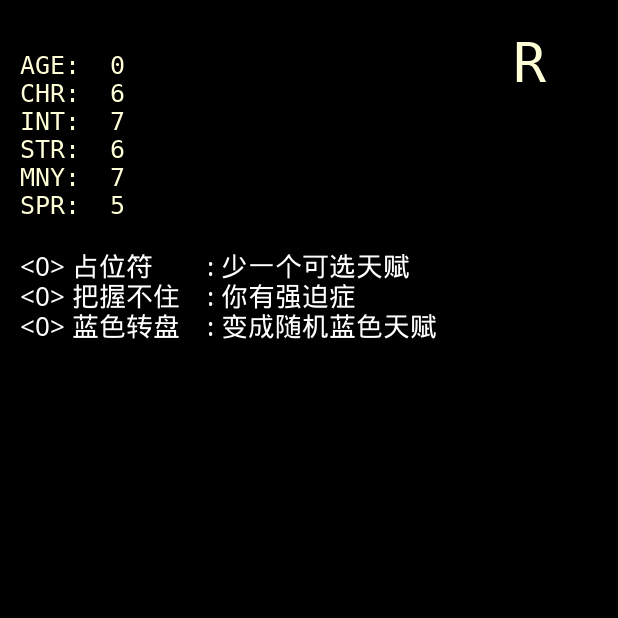 R
AGE: 0
CHR: 6
INT: 7
STR: 6
MNY: 7
SPR: 5
<O> 占位符 :少一个可选天赋
<O> 把握不住 :你有强迫症
<O> 蓝色转盘 :变成随机蓝色天赋